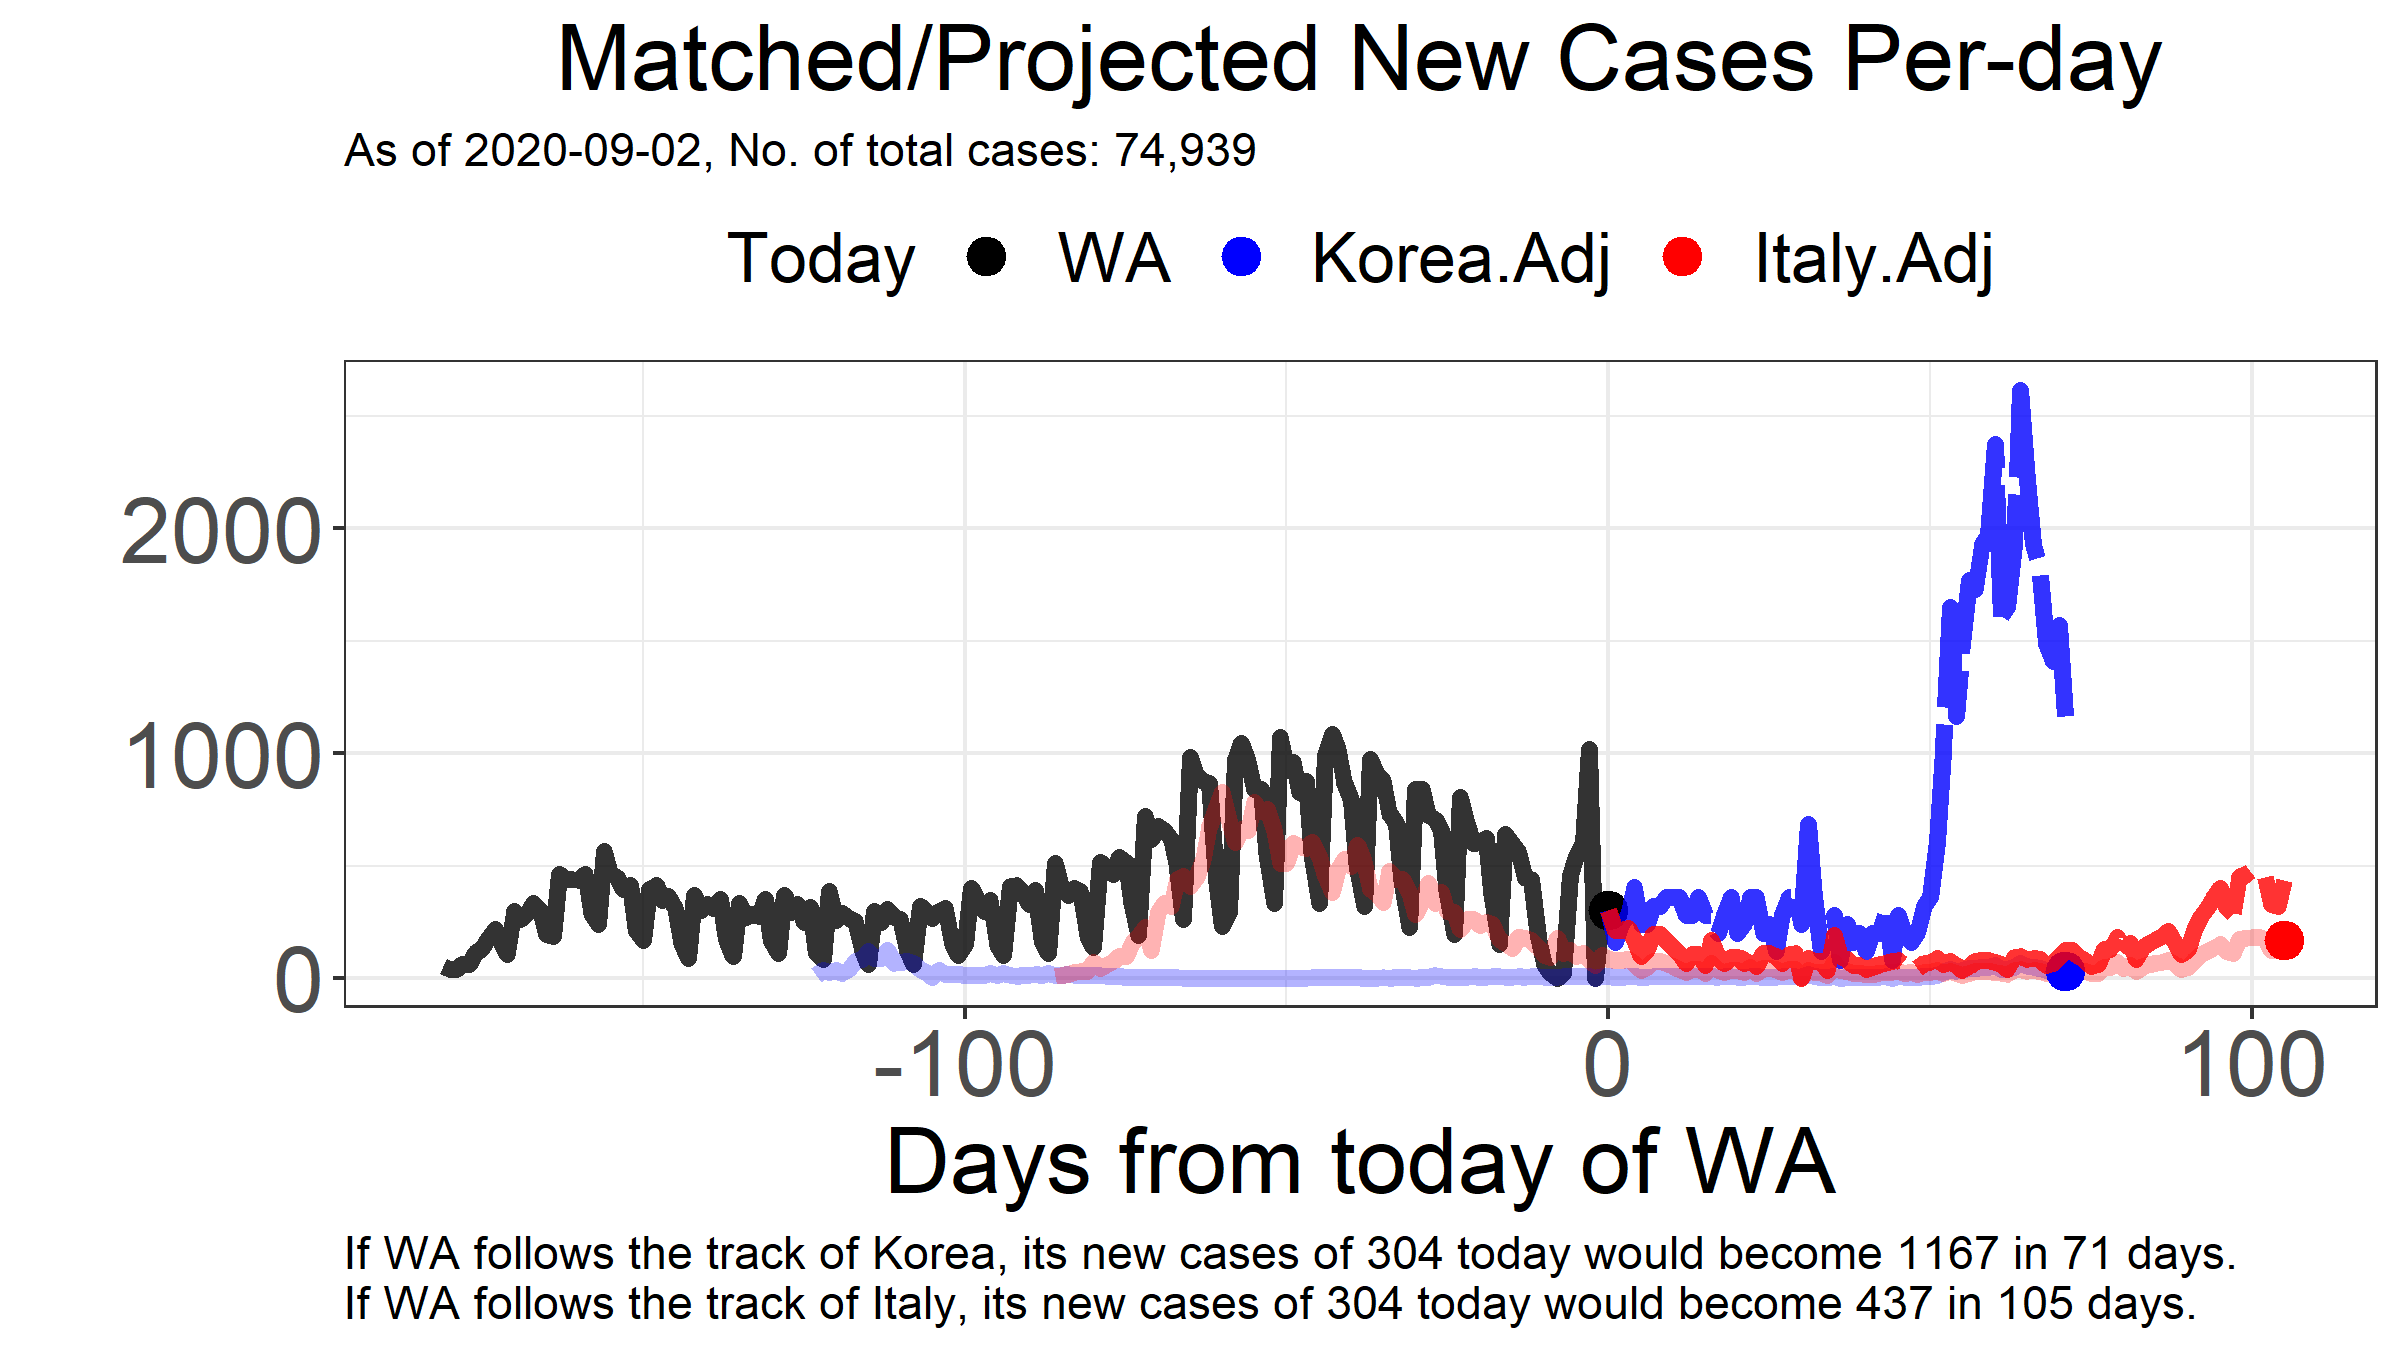 Matched/Projected New Cases Per-day
As of 2020-09-02, No. of total cases: 74,939
Today WA Korea.Adj Italy.Adj
2000
1000
0
-100 0 100
Days from today of WA
If WA follows the track of Korea, its new cases of 304 today would become 1167 in 71 days.
If WA follows the track of Italy, its new cases of 304 today would become 437 in 105 days.